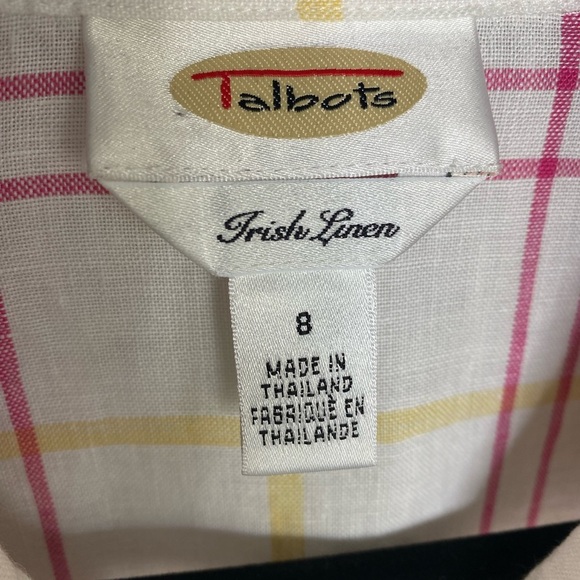 Talbots
Irish Linen
8
MADE IN
THAILAND
FABRIQUÉ EN
THAILANDE